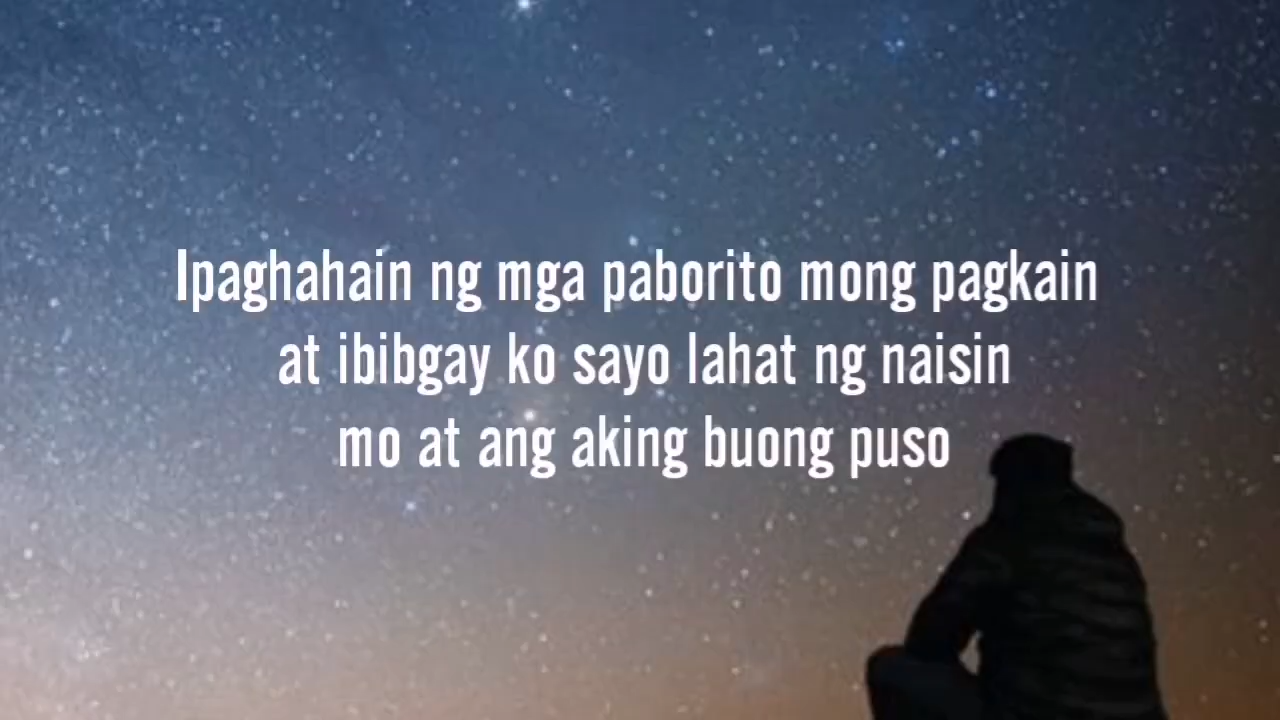 Ipaghahain ng mga paborito mong pagkain
at ibibgay ko sayo lahat ng naisin
mo at ang aking buong puso